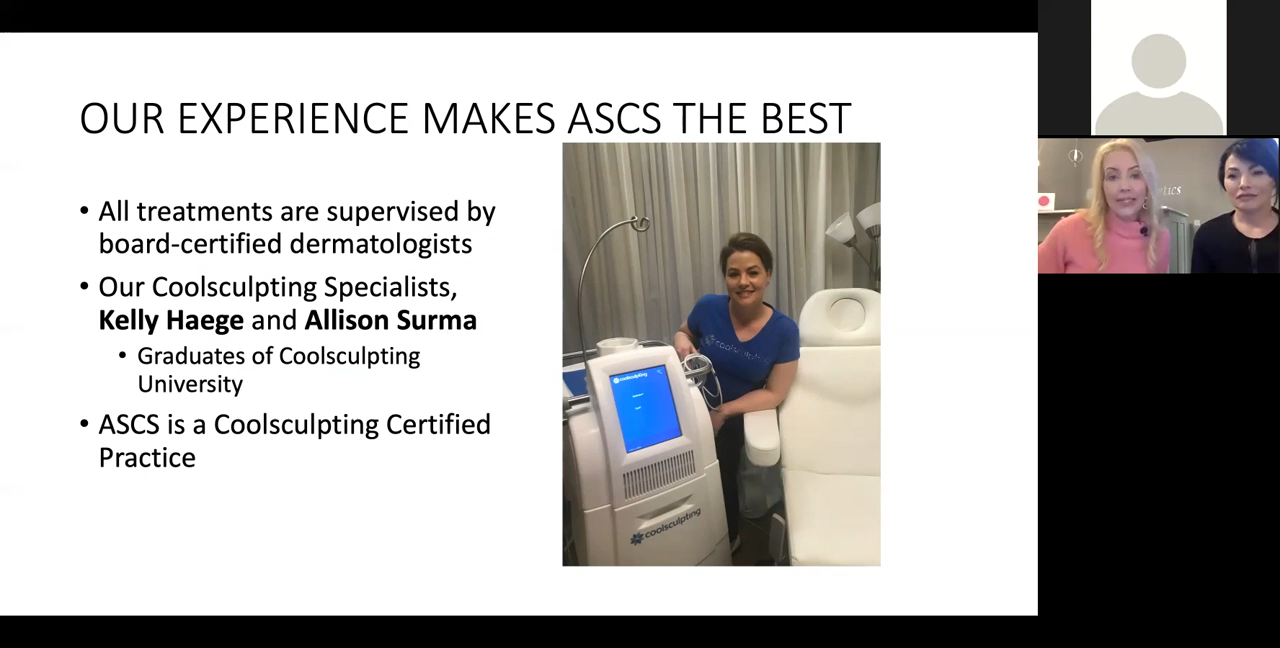 OUR EXPERIENCE MAKES ASCS THE BEST
• All treatments are supervised by
board-certified dermatologists
• Our Coolsculpting Specialists,
Kelly Haege and Allison Surma
• Graduates of Coolsculpting
University
• ASCS is a Coolsculpting Certified
Practice
coolsculpting
coolsculpting
coolsculpting